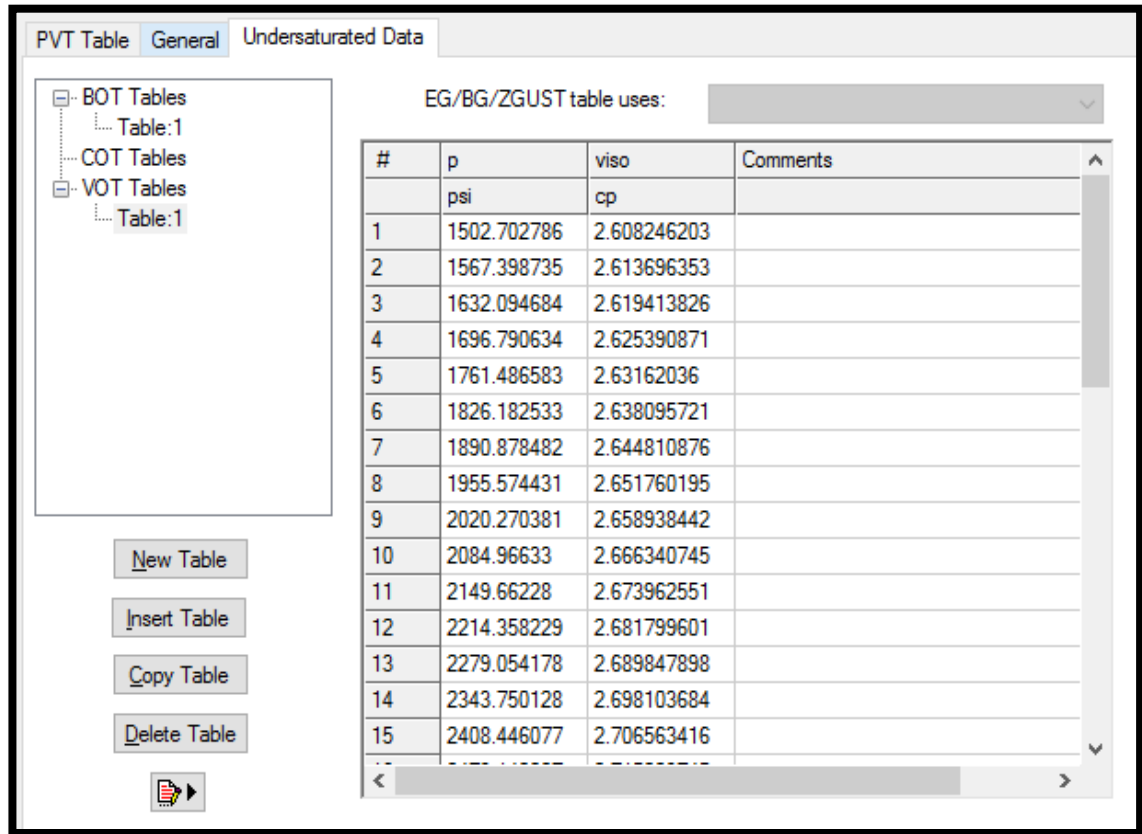 PVT Table General Undersaturated Data
BOT Tables
Table:1
COT Tables
VOT Tables
Table:1
New Table
Insert Table
Copy Table
Delete Table
EG/BG/ZGUST table uses:
# p viso Comments
psi cp
1 1502.702786 2.608246203
2 1567.398735 2.613696353
3 1632.094684 2.619413826
4 1696.790634 2.625390871
5 1761.486583 2.63162036
6 1826.182533 2.638095721
7 1890.878482 2.644810876
8 1955.574431 2.651760195
9 2020.270381 2.658938442
10 2084.96633 2.666340745
11 2149.66228 2.673962551
12 2214.358229 2.681799601
13 2279.054178 2.689847898
14 2343.750128 2.698103684
15 2408.446077 2.706563416